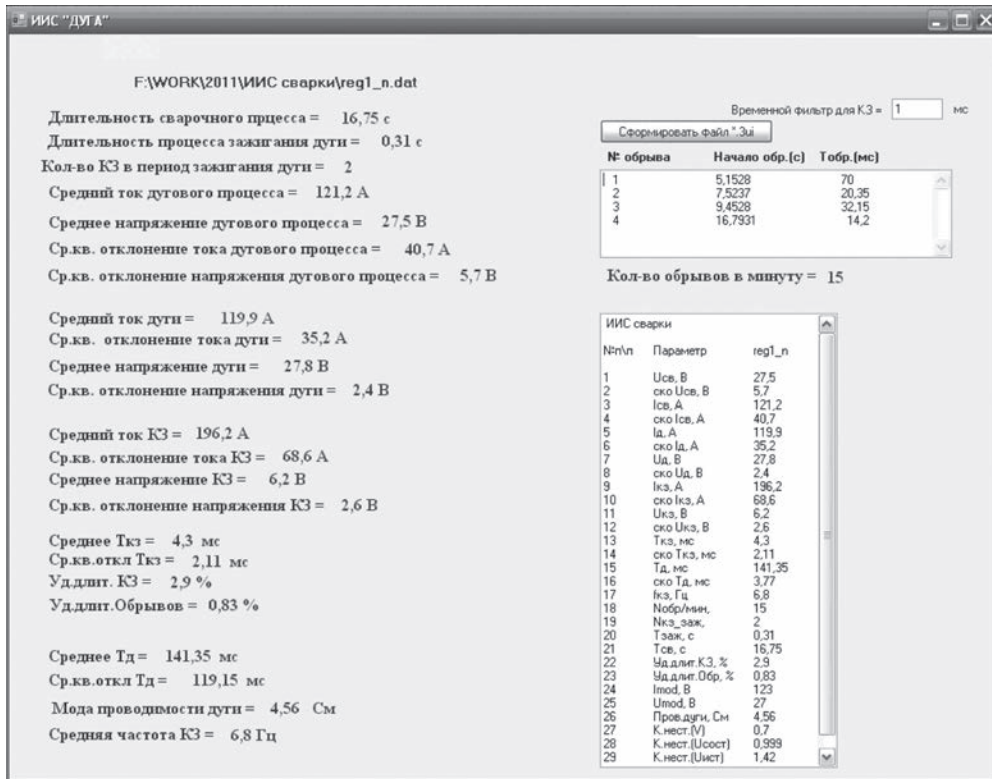 ИИС "ДУГА"
F:\WORK\2011\ИИС сварки\reg1_n.dat
Длительность сварочного прцесса = 16,75 с
Длительность процесса зажигания дуги = 0,31 с
Кол-во КЗ в период зажигания дуги = 2
Средний ток дугового процесса = 121,2 А
Среднее напряжение дугового процесса = 27,5 В
Ср.кв. отклонение тока дугового процесса = 40,7 А
Ср.кв. отклонение напряжения дугового процесса = 5,7 В
Средний ток дуги = 119,9 А
Ср.кв. отклонение тока дуги = 35,2 А
Среднее напряжение дуги = 27,8 В
Ср.кв. отклонение напряжения дуги = 2,4 В
Средний ток КЗ = 196,2 А
Ср.кв. отклонение тока КЗ = 68,6 А
Среднее напряжение КЗ = 6,2 В
Ср.кв. отклонение напряжения КЗ = 2,6 В
Среднее Ткз = 4,3 мс
Ср.кв.откл Ткз = 2,11 мс
Уд.длит. КЗ = 2,9 %
Уд.длит.Обрывов = 0,83 %
Среднее Тд = 141,35 мс
Ср.кв.откл Тд = 119,15 мс
Мода проводимости дуги = 4,56 См
Средняя частота КЗ = 6,8 Гц
Временной фильтр для КЗ = 1 мс
Сформировать файл *.3ui
№ обрыва Начало обр.(с) Тобр.(мс)
1 5,1528 70
2 7,5237 20,35
3 9,4528 32,15
4 16,7931 14,2
Кол-во обрывов в минуту = 15
ИИС сварки
№п\п Параметр reg1_n
1 Uсв, В 27,5
2 ско Uсв, В 5,7
3 Iсв, А 121,2
4 ско Iсв, А 40,7
5 Iд, А 119,9
6 ско Iд, А 35,2
7 Uд, В 27,8
8 ско Uд, В 2,4
9 Iкз, А 196,2
10 ско Iкз, А 68,6
11 Uкз, В 6,2
12 ско Uкз, В 2,6
13 Ткз, мс 4,3
14 ско Ткз, мс 2,11
15 Тд, мс 141,35
16 ско Тд, мс 3,77
17 fкз, Гц 6,8
18 Nобр/мин, 15
19 Nкз_заж, 2
20 Тзаж, с 0,31
21 Тсв, с 16,75
22 Уд.длит.КЗ, % 2,9
23 Уд.длит.Обр, % 0,83
24 Imod, В 123
25 Umod, В 27
26 Пров.дуги, См 4,56
27 К.нест.(V) 0,7
28 К.нест.(Uсост) 0,999
29 К.нест.(Uист) 1,42